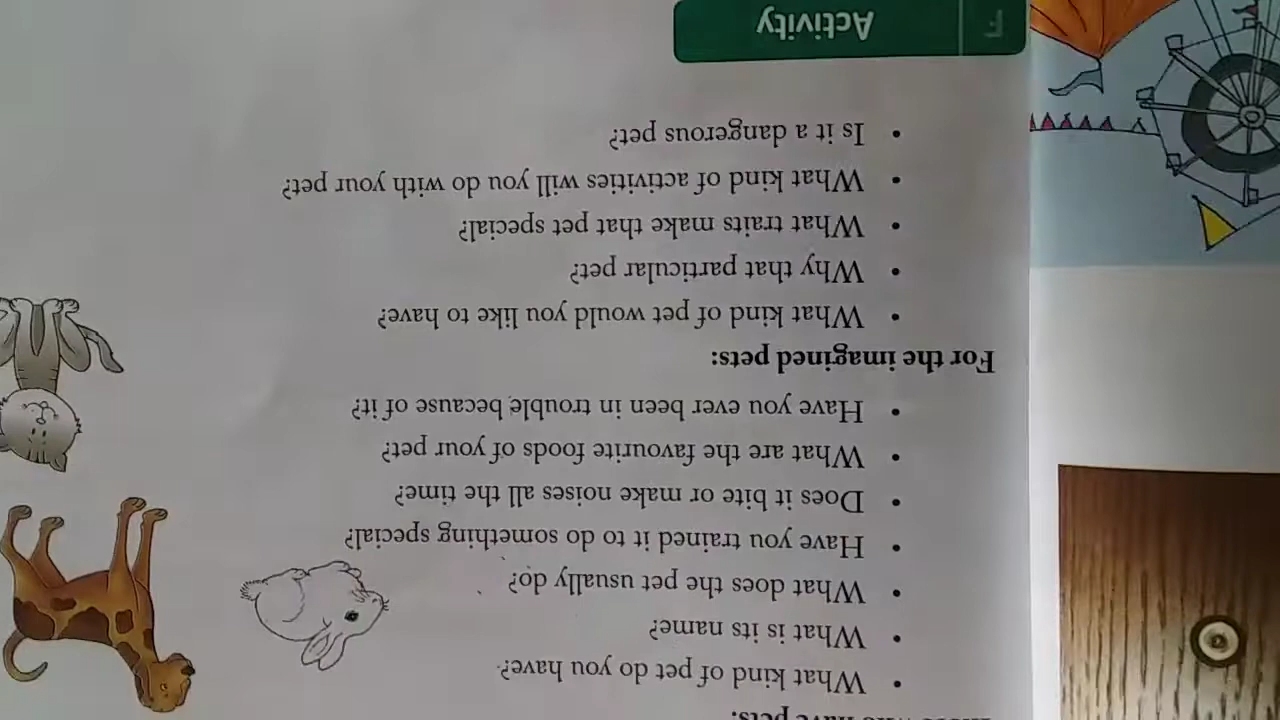 have pets:
• What kind of pet do you have?
• What is its name?
• What does the pet usually do?
• Have you trained it to do something special?
• Does it bite or make noises all the time?
• What are the favourite foods of your pet?
• Have you ever been in trouble because of it?
For the imagined pets:
• What kind of pet would you like to have?
• Why that particular pet?
• What traits make that pet special?
• What kind of activities will you do with your pet?
• Is it a dangerous pet?
F Activity